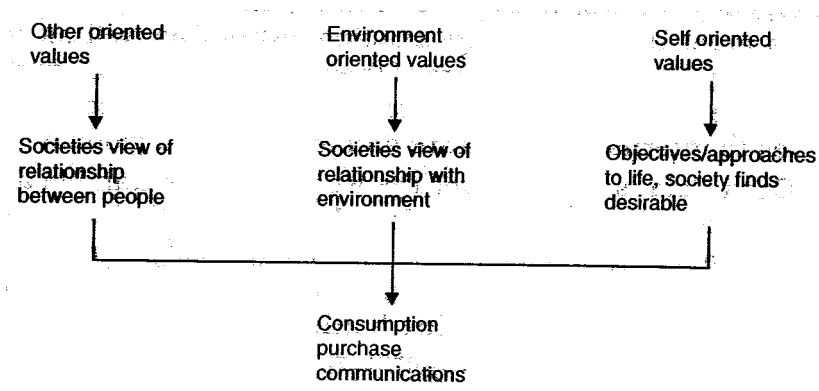 Other oriented
values
Environment
oriented values
Self oriented
values
Societies view of
relationship
between people
Societies view of
relationship with
environment
Objectives/approaches
to life, society finds
desirable
Consumption
purchase
communications